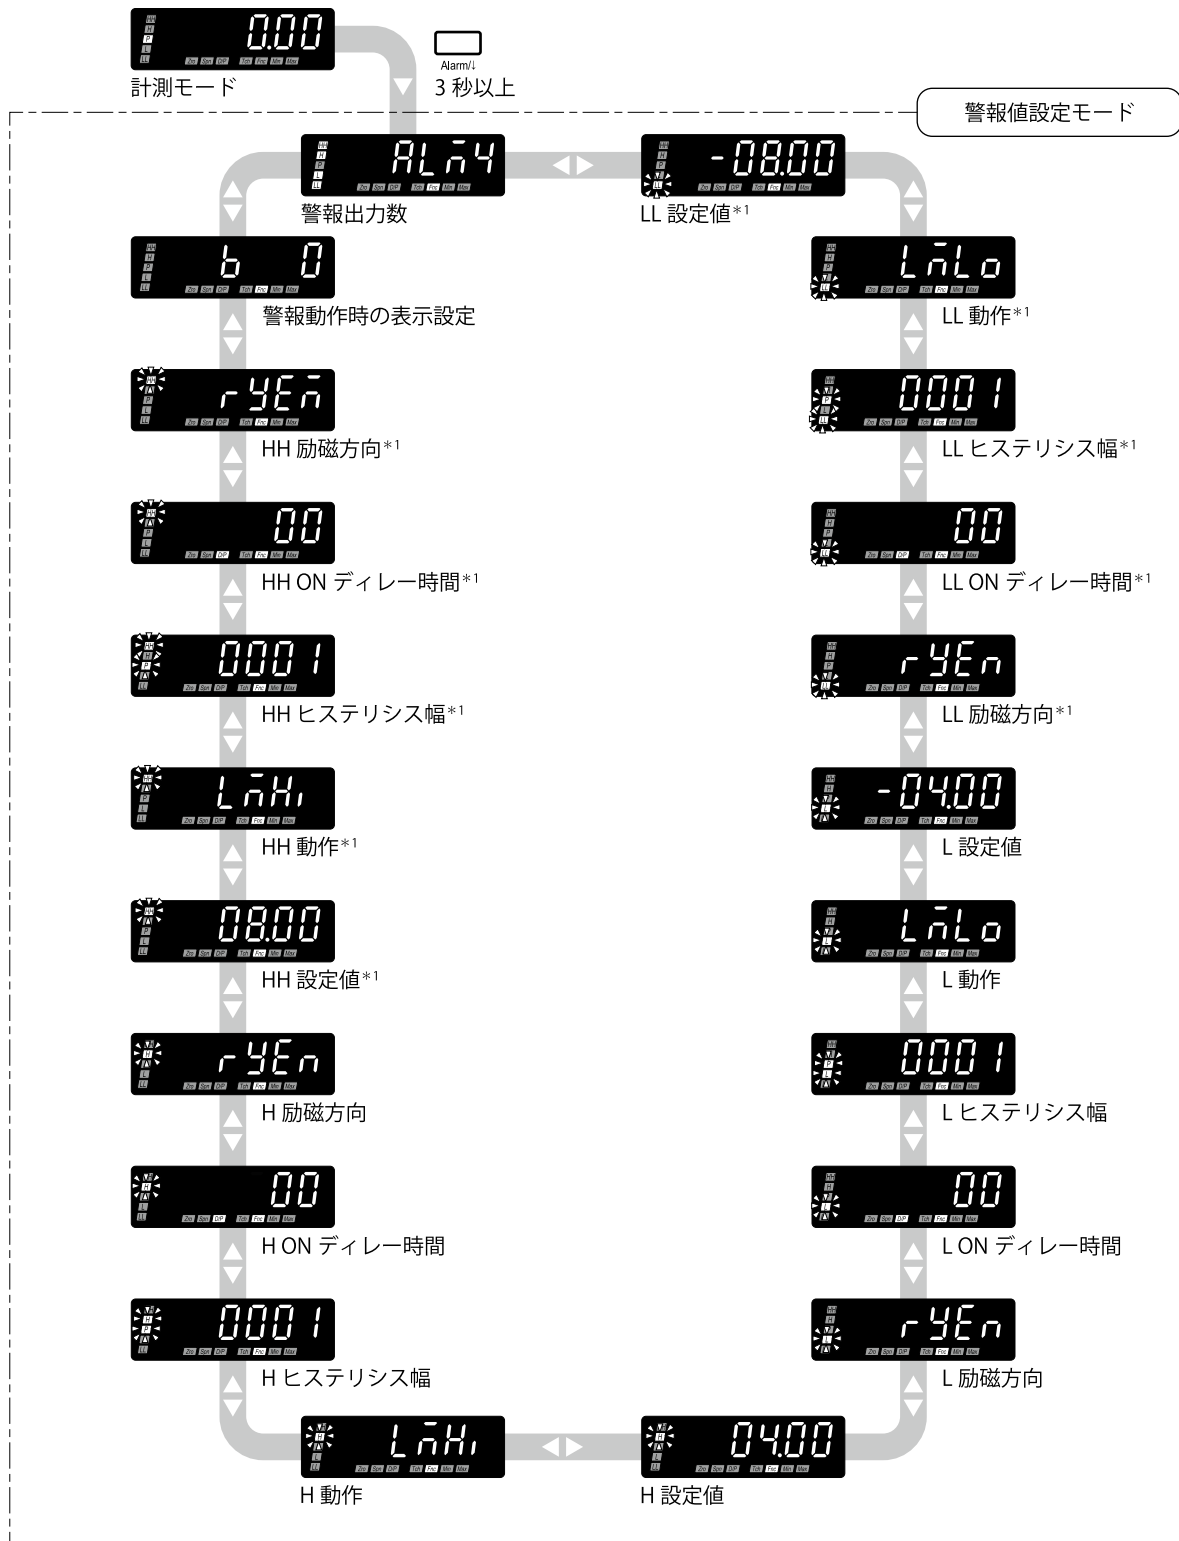 0.00
計測モード
Alarm/↓
3 秒以上
警報値設定モード
ALM4
警報出力数
-08.00
LL 設定値*1
b 0
警報動作時の表示設定
LMLo
LL 動作*1
rYEM
HH 励磁方向*1
0001
LL ヒステリシス幅*1
00
HH ON ディレー時間*1
00
LL ON ディレー時間*1
0001
HH ヒステリシス幅*1
rYEn
LL 励磁方向*1
LMHi
HH 動作*1
-04.00
L 設定値
08.00
HH 設定値*1
LMLo
L 動作
rYEn
H 励磁方向
0001
L ヒステリシス幅
00
H ON ディレー時間
00
L ON ディレー時間
0001
H ヒステリシス幅
rYEn
L 励磁方向
LMHi
H 動作
04.00
H 設定値